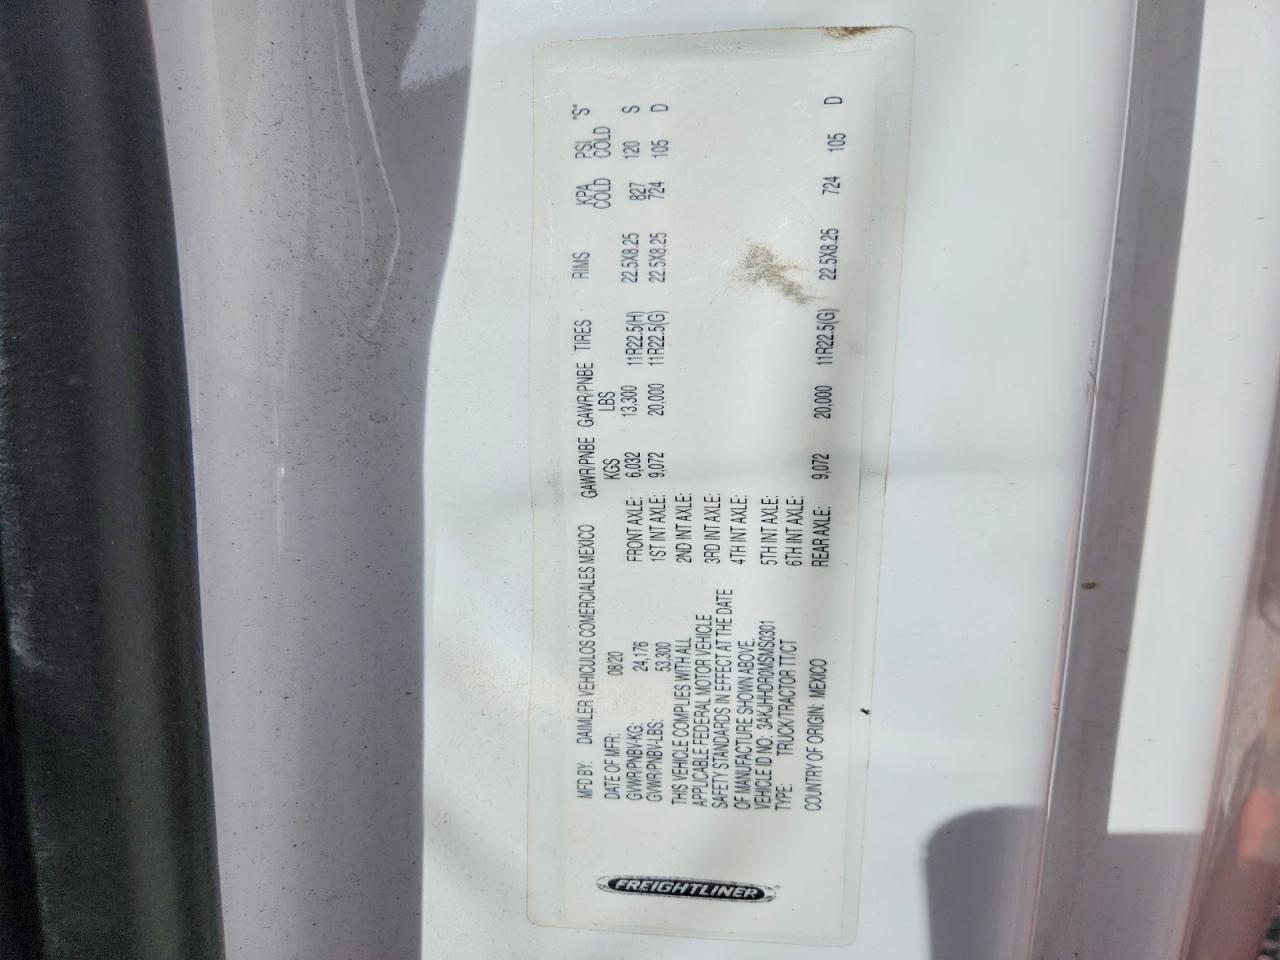 FREIGHTLINER
MFD BY: DAIMLER VEHICULOS COMERCIALES MEXICO
DATE OF MFR: 08/20
GVWR/PNBV-KG: 24,176
GVWR/PNBV-LBS: 53,300
THIS VEHICLE COMPLIES WITH ALL
APPLICABLE FEDERAL MOTOR VEHICLE
SAFETY STANDARDS IN EFFECT AT THE DATE
OF MANUFACTURE SHOWN ABOVE.
VEHICLE ID NO.: 3AKJHHDR0MSMS0301
TYPE: TRUCK/TRACTOR TT/CT
COUNTRY OF ORIGIN: MEXICO
GAWR/PNBE GAWR/PNBE TIRES RIMS KPA PSI "S"
KGS LBS COLD COLD
FRONT AXLE: 6,032 13,300 11R22.5(H) 22.5X8.25 827 120 S
1ST INT AXLE: 9,072 20,000 11R22.5(G) 22.5X8.25 724 105 D
2ND INT AXLE:
3RD INT AXLE:
4TH INT AXLE:
5TH INT AXLE:
6TH INT AXLE:
REAR AXLE: 9,072 20,000 11R22.5(G) 22.5X8.25 724 105 D